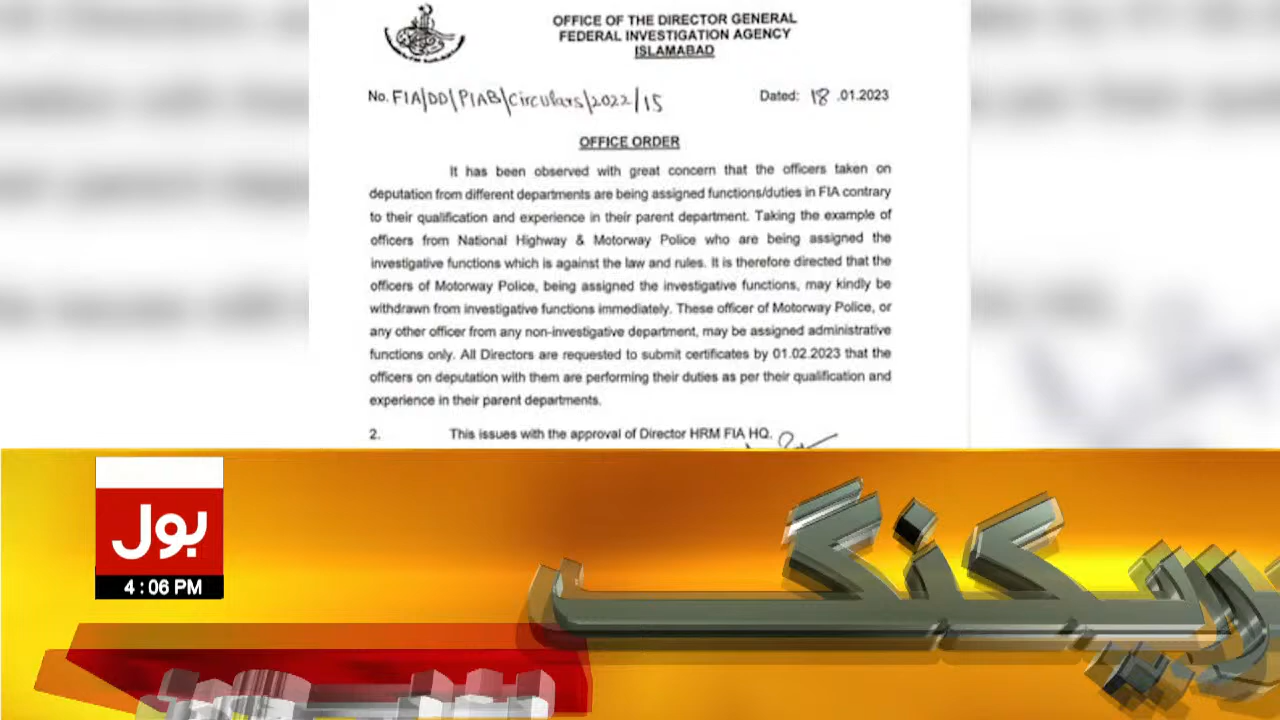 OFFICE OF THE DIRECTOR GENERAL
FEDERAL INVESTIGATION AGENCY
ISLAMABAD
No. FIA/DD/PIAB/Circulars/2022/15
Dated: 18 .01.2023
OFFICE ORDER
It has been observed with great concern that the officers taken on
deputation from different departments are being assigned functions/duties in FIA contrary
to their qualification and experience in their parent department. Taking the example of
officers from National Highway & Motorway Police who are being assigned the
investigative functions which is against the law and rules. It is therefore directed that the
officers of Motorway Police, being assigned the investigative functions, may kindly be
withdrawn from investigative functions immediately. These officer of Motorway Police, or
any other officer from any non-investigative department, may be assigned administrative
functions only. All Directors are requested to submit certificates by 01.02.2023 that the
officers on deputation with them are performing their duties as per their qualification and
experience in their parent departments.
2. This issues with the approval of Director HRM FIA HQ.
بول
4 : 06 PM